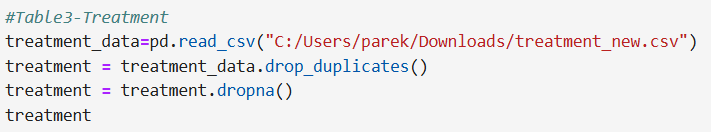 #Table3-Treatment
treatment_data=pd.read_csv("C:/Users/parek/Downloads/treatment_new.csv")
treatment = treatment_data.drop_duplicates()
treatment = treatment.dropna()
treatment